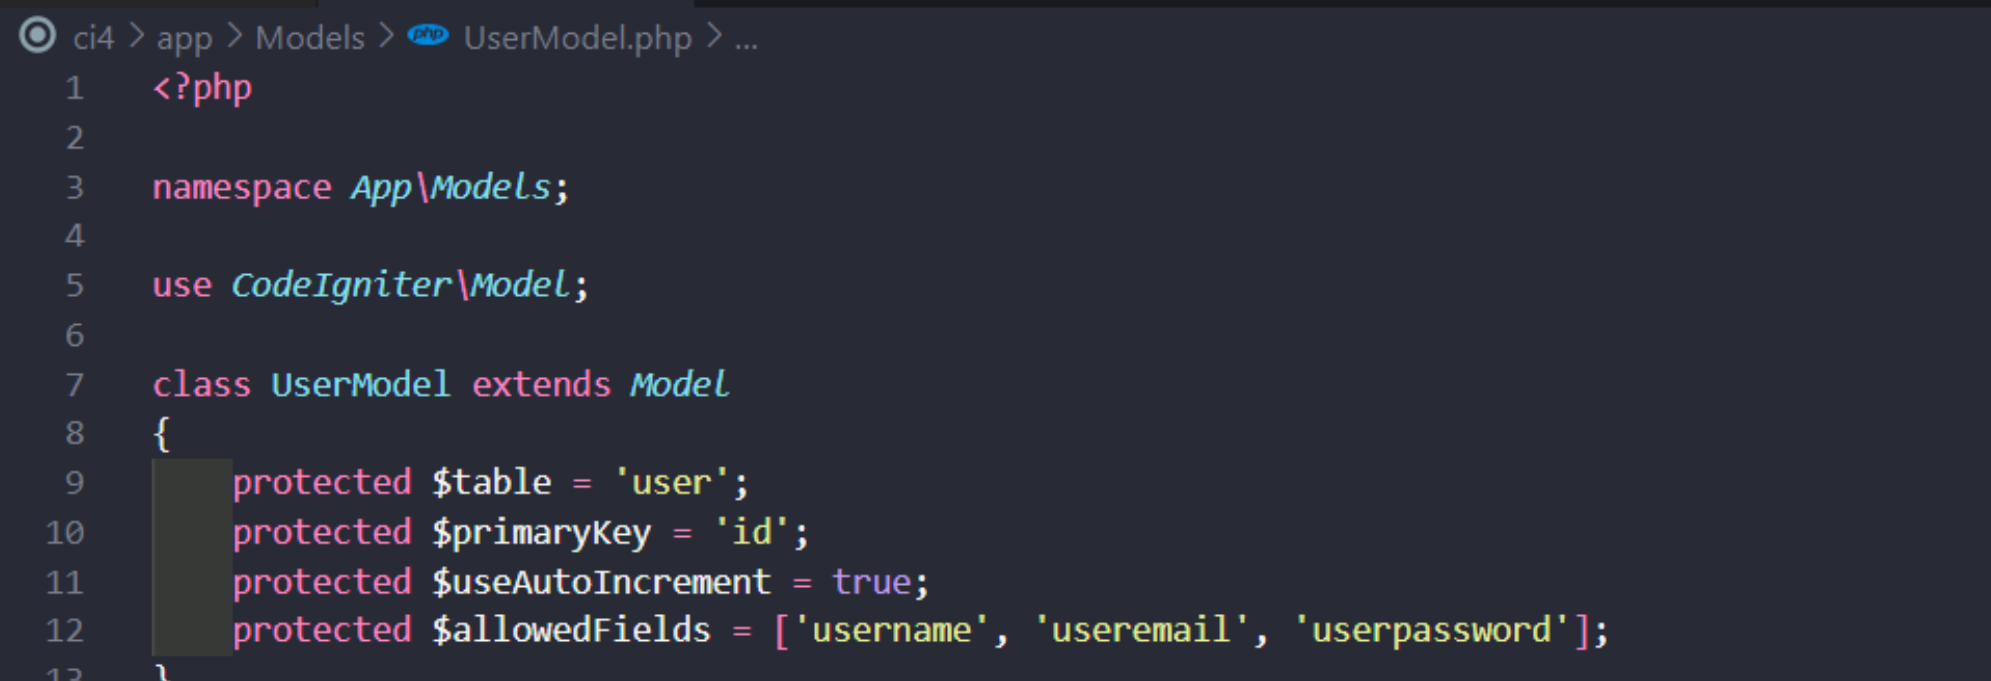 ci4 > app > Models > php UserModel.php > ...
1 <?php
2
3 namespace App\Models;
4
5 use CodeIgniter\Model;
6
7 class UserModel extends Model
8 {
9 protected $table = 'user';
10 protected $primaryKey = 'id';
11 protected $useAutoIncrement = true;
12 protected $allowedFields = ['username', 'useremail', 'userpassword'];
13 }